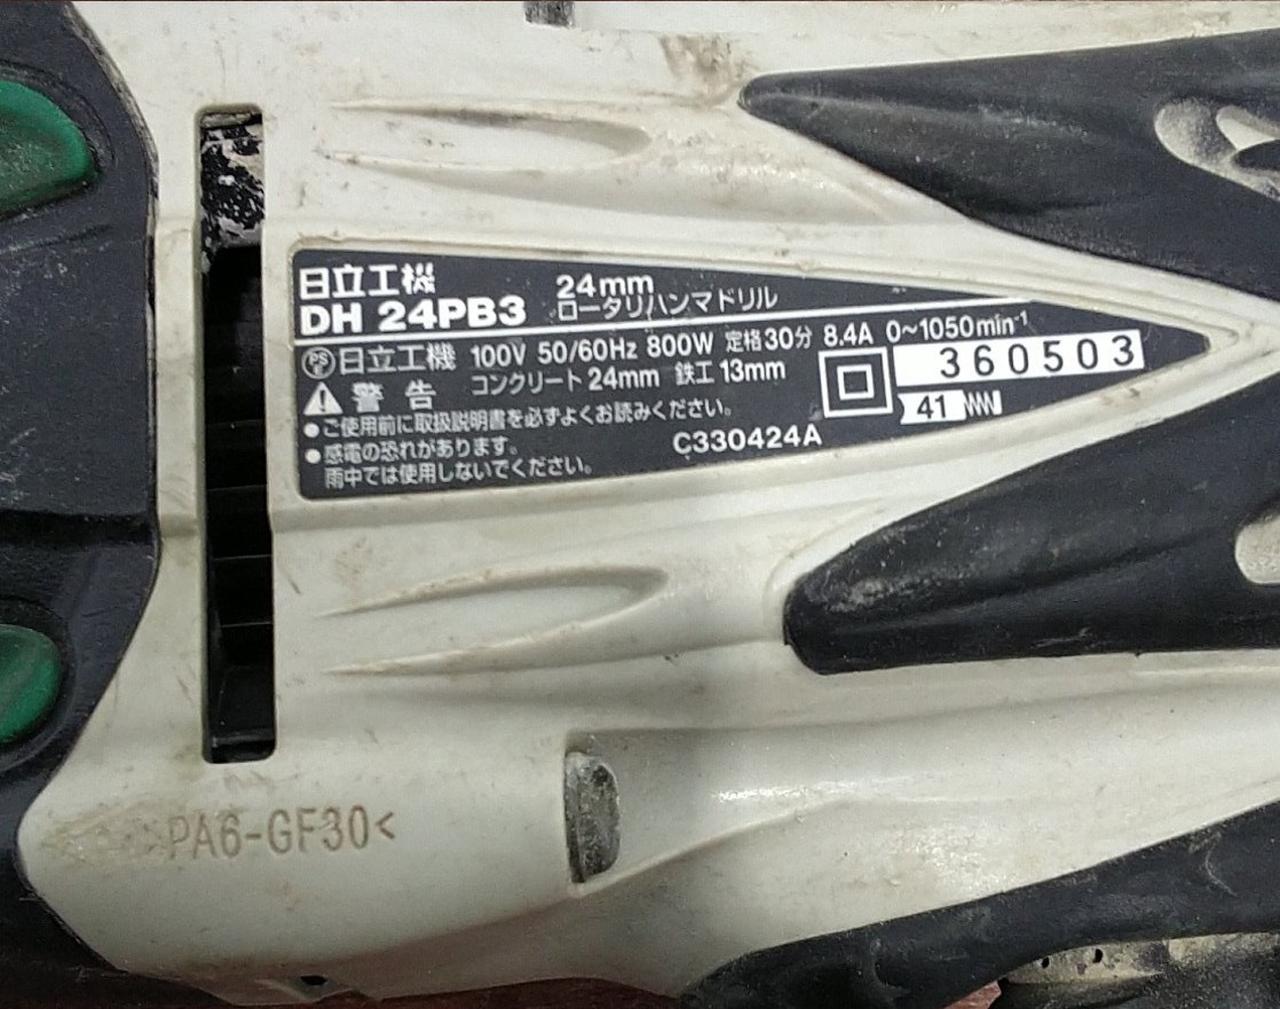 日立工機
DH 24PB3
24mm
ロータリハンマドリル
PS 日立工機 100V 50/60Hz 800W 定格30分 8.4A 0~1050min⁻¹
コンクリート24mm 鉄工13mm
360503
41
警告
●ご使用前に取扱説明書を必ずよくお読みください。
●感電の恐れがあります。
雨中では使用しないでください。
C330424A
PA6-GF30<